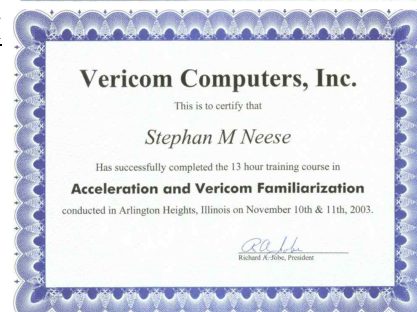 Vericom Computers, Inc.
This is to certify that
Stephan M Neese
Has successfully completed the 13 hour training course in
Acceleration and Vericom Familiarization
conducted in Arlington Heights, Illinois on November 10th & 11th, 2003.
Richard A. Nibe, President